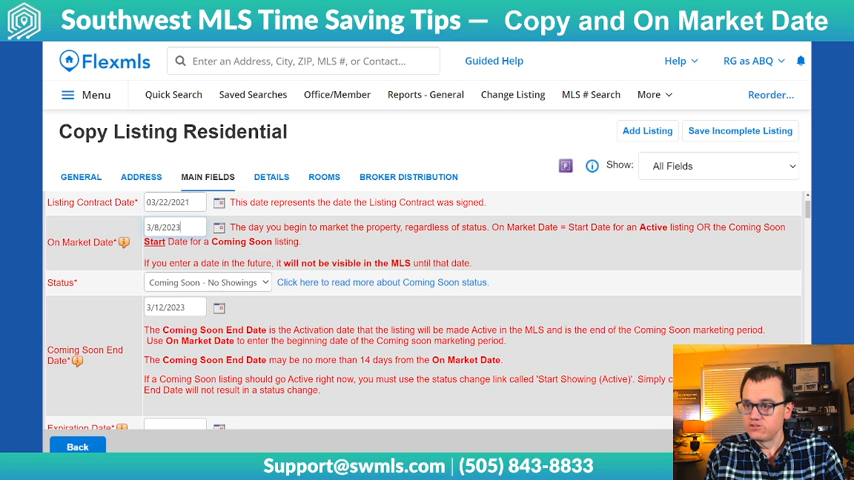 Southwest MLS Time Saving Tips — Copy and On Market Date
Flexmls
Enter an Address, City, ZIP, MLS #, or Contact...
Guided Help
Help
RG as ABQ
Menu
Quick Search
Saved Searches
Office/Member
Reports - General
Change Listing
MLS # Search
More
Reorder...
Copy Listing Residential
Add Listing
Save Incomplete Listing
GENERAL
ADDRESS
MAIN FIELDS
DETAILS
ROOMS
BROKER DISTRIBUTION
Show:
All Fields
Listing Contract Date*
03/22/2021
This date represents the date the Listing Contract was signed.
On Market Date*
3/8/2023
The day you begin to market the property, regardless of status. On Market Date = Start Date for an Active listing OR the Coming Soon
Start Date for a Coming Soon listing.
If you enter a date in the future, it will not be visible in the MLS until that date.
Status*
Coming Soon - No Showings
Click here to read more about Coming Soon status.
Coming Soon End
Date*
3/12/2023
The Coming Soon End Date is the Activation date that the listing will be made Active in the MLS and is the end of the Coming Soon marketing period.
Use On Market Date to enter the beginning date of the Coming soon marketing period.
The Coming Soon End Date may be no more than 14 days from the On Market Date.
If a Coming Soon listing should go Active right now, you must use the status change link called 'Start Showing (Active)'. Simply c
End Date will not result in a status change.
Expiration Date*
Back
Support@swmls.com | (505) 843-8833